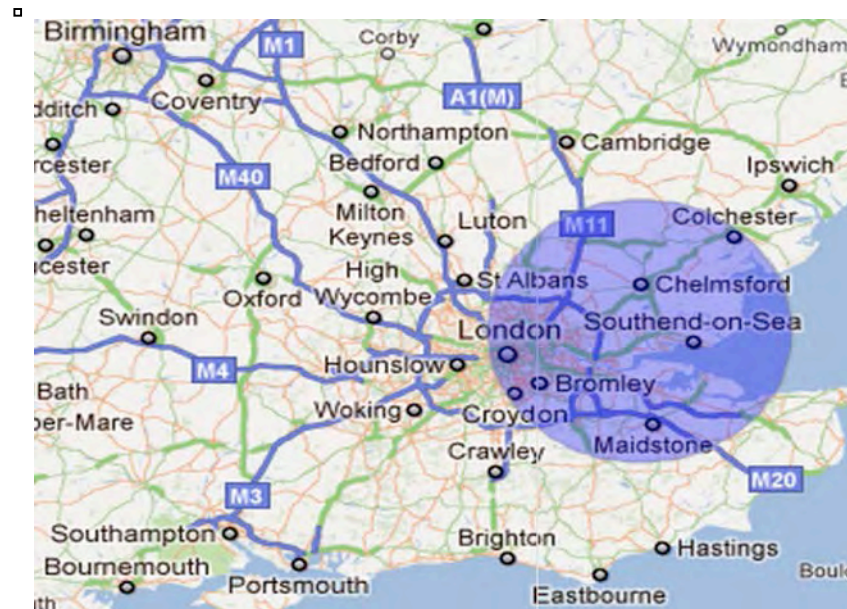 Birmingham
M1
Corby
Wymondham
Coventry
A1(M)
dditch
Northampton
Cambridge
rcester
Bedford
Ipswich
M40
heltenham
Milton
Keynes
Luton
M11
Colchester
ucester
High
Wycombe
St Albans
Chelmsford
Oxford
Swindon
London
Southend-on-Sea
M4
Hounslow
Bath
Bromley
per-Mare
Woking
Croydon
Crawley
Maidstone
M20
M3
Southampton
Brighton
Hastings
Bournemouth
Portsmouth
Eastbourne
Boul
th